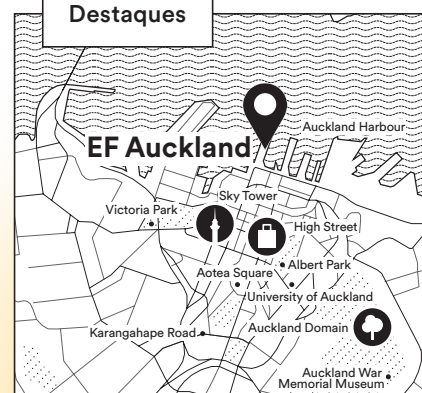 Destaques
Auckland Harbour
EF Auckland
Sky Tower
Victoria Park
High Street
Albert Park
Aotea Square
University of Auckland
Auckland Domain
Karangahape Road
Auckland War
Memorial Museum